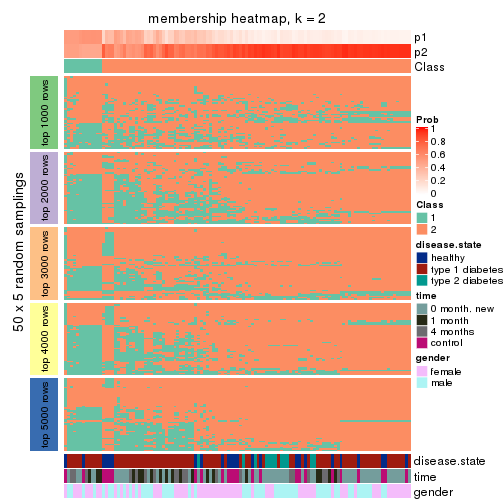 membership heatmap, k = 2
p1
p2
Class
50 x 5 random samplings
top 1000 rows
top 2000 rows
top 3000 rows
top 4000 rows
top 5000 rows
Prob
1
0.8
0.6
0.4
0.2
0
Class
1
2
disease.state
healthy
type 1 diabetes
type 2 diabetes
time
0 month, new
1 month
4 months
control
gender
female
male
disease.state
time
gender